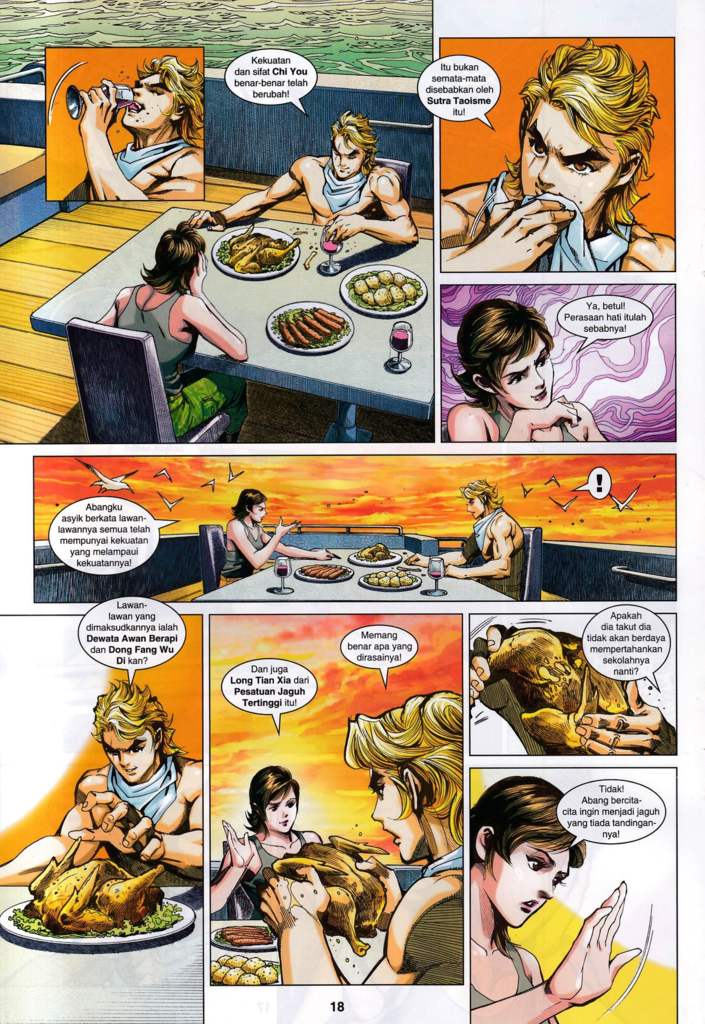 Kekuatan
dan sifat Chi You
benar-benar telah
berubah!
Itu bukan
semata-mata
disebabkan oleh
Sutra Taoisme
itu!
Ya, betul!
Perasaan hati itulah
sebabnya!
Abangku
asyik berkata lawan-
lawannya semua telah
mempunyai kekuatan
yang melampaui
kekuatannya!
!
Lawan-
lawan yang
dimaksudkannya ialah
Dewata Awan Berapi
dan Dong Fang Wu
Di kan?
Dan juga
Long Tian Xia dari
Pesatuan Jaguh
Tertinggi itu!
Memang
benar apa yang
dirasainya!
Apakah
dia takut dia
tidak akan berdaya
mempertahankan
sekolahnya
nanti?
Tidak!
Abang bercita-
cita ingin menjadi jaguh
yang tiada tandingan-
nya!
18